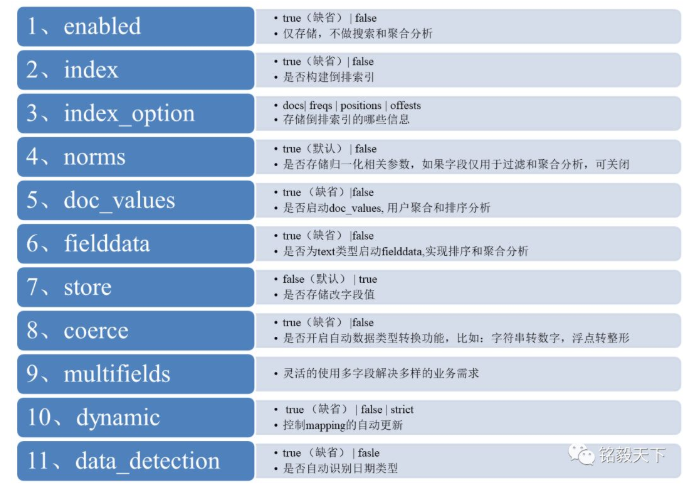 1、enabled
• true（缺省）| false
• 仅存储，不做搜索和聚合分析
2、index
• true（缺省）| false
• 是否构建倒排索引
3、index_option
• docs| freqs | positions | offests
• 存储倒排索引的哪些信息
4、norms
• true（默认）| false
• 是否存储归一化相关参数，如果字段仅用于过滤和聚合分析，可关闭
5、doc_values
• true（缺省）|false
• 是否启动doc_values, 用户聚合和排序分析
6、fielddata
• true（缺省）|false
• 是否为text类型启动fielddata,实现排序和聚合分析
7、store
• false（默认）| true
• 是否存储改字段值
8、coerce
• true（缺省）|false
• 是否开启自动数据类型转换功能，比如：字符串转数字，浮点转整形
9、multifields
• 灵活的使用多字段解决多样的业务需求
10、dynamic
• true（缺省）| false | strict
• 控制mapping的自动更新
11、data_detection
• true（缺省）| fasle
• 是否自动识别日期类型
铭毅天下